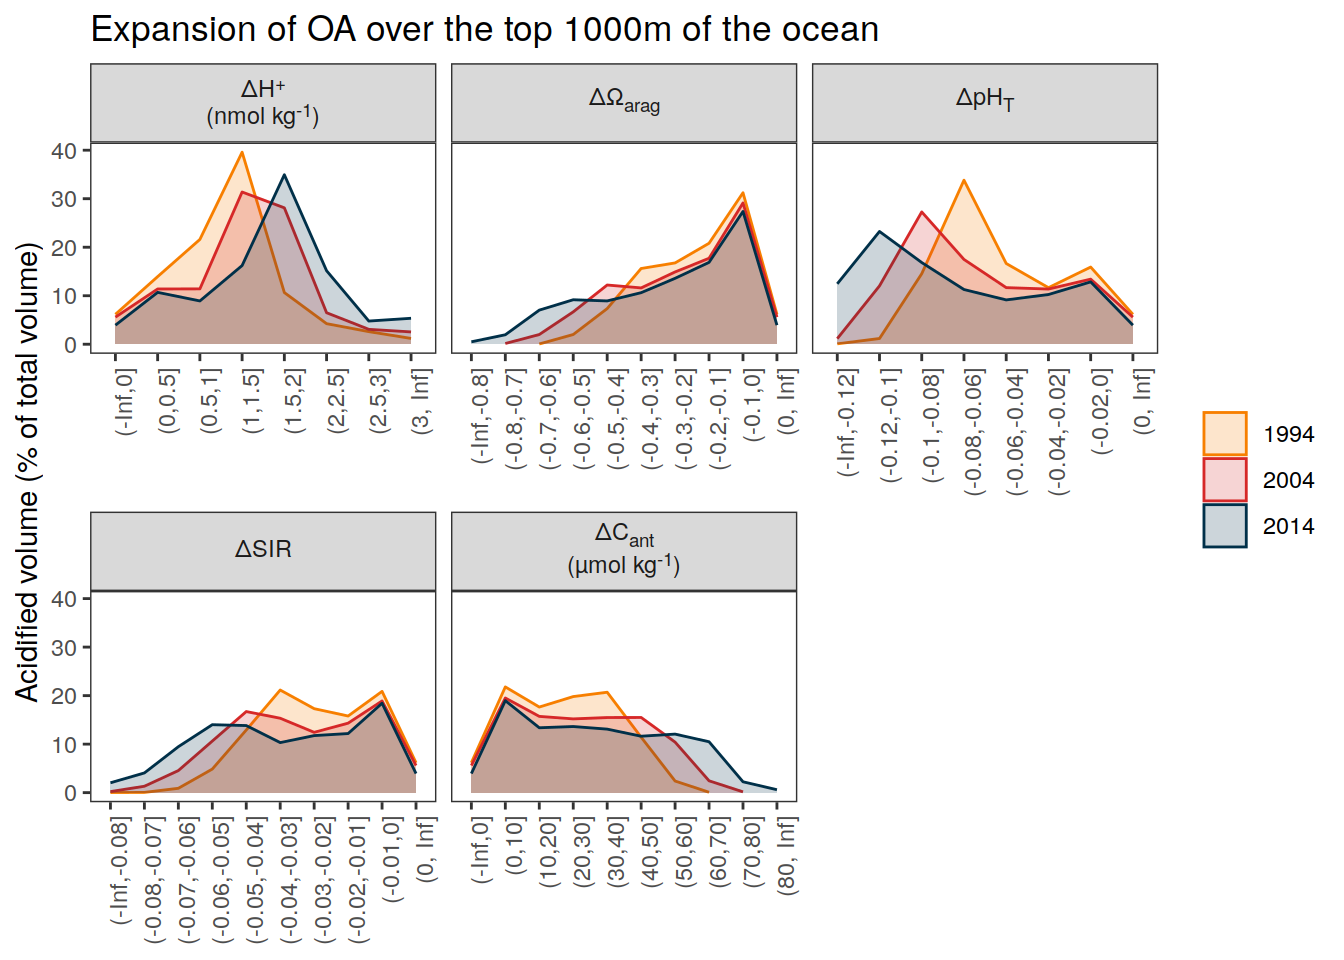 Expansion of OA over the top 1000m of the ocean
ΔH⁺
(nmol kg⁻¹)
ΔΩarag
ΔpHT
Acidified volume (% of total volume)
40
30
20
10
0
(-Inf,0]
(0,0.5]
(0.5,1]
(1,1.5]
(1.5,2]
(2,2.5]
(2.5,3]
(3, Inf]
(-Inf,-0.8]
(-0.8,-0.7]
(-0.7,-0.6]
(-0.6,-0.5]
(-0.5,-0.4]
(-0.4,-0.3]
(-0.3,-0.2]
(-0.2,-0.1]
(-0.1,0]
(0, Inf]
(-Inf,-0.12]
(-0.12,-0.1]
(-0.1,-0.08]
(-0.08,-0.06]
(-0.06,-0.04]
(-0.04,-0.02]
(-0.02,0]
(0, Inf]
1994
2004
2014
ΔSIR
ΔCant
(μmol kg⁻¹)
40
30
20
10
0
(-Inf,-0.08]
(-0.08,-0.07]
(-0.07,-0.06]
(-0.06,-0.05]
(-0.05,-0.04]
(-0.04,-0.03]
(-0.03,-0.02]
(-0.02,-0.01]
(-0.01,0]
(0, Inf]
(-Inf,0]
(0,10]
(10,20]
(20,30]
(30,40]
(40,50]
(50,60]
(60,70]
(70,80]
(80, Inf]